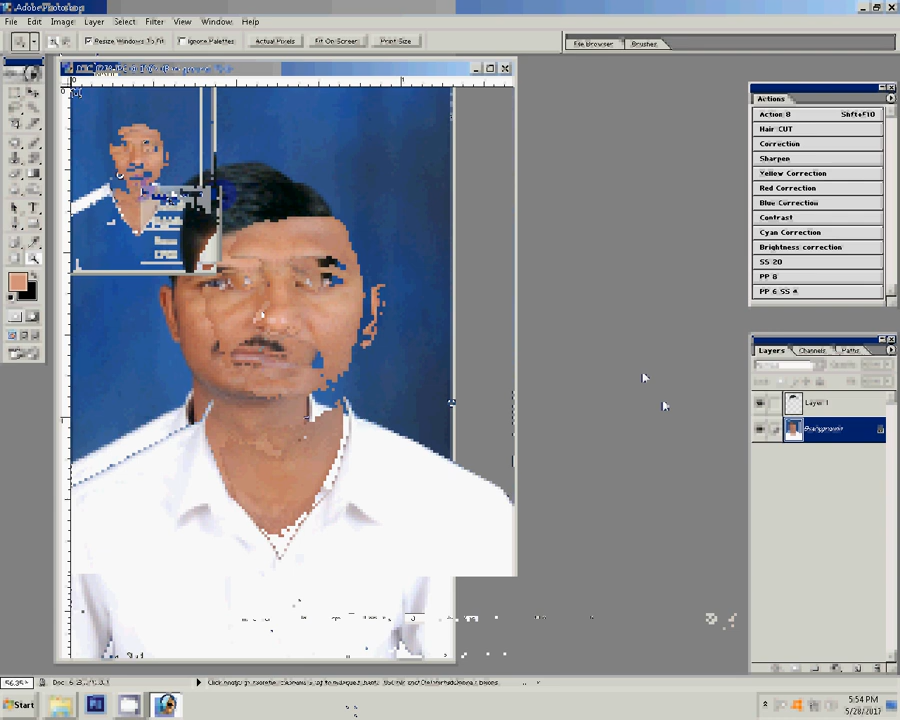 Adobe Photoshop
File Edit Image Layer Select Filter View Window Help
Resize Windows To Fit Ignore Palettes Actual Pixels Fit On Screen Print Size
File Browser Brushes
Actions
Action 8 Shft+F10
Hair CUT
Correction
Sharpen
Yellow Correction
Red Correction
Blue Correction
Contrast
Cyan Correction
Brightness correction
SS 20
PP 8
PP 6 SS 4
Layers Channels Paths
Layer 1
Background
Start
5:54 PM
5/28/2017